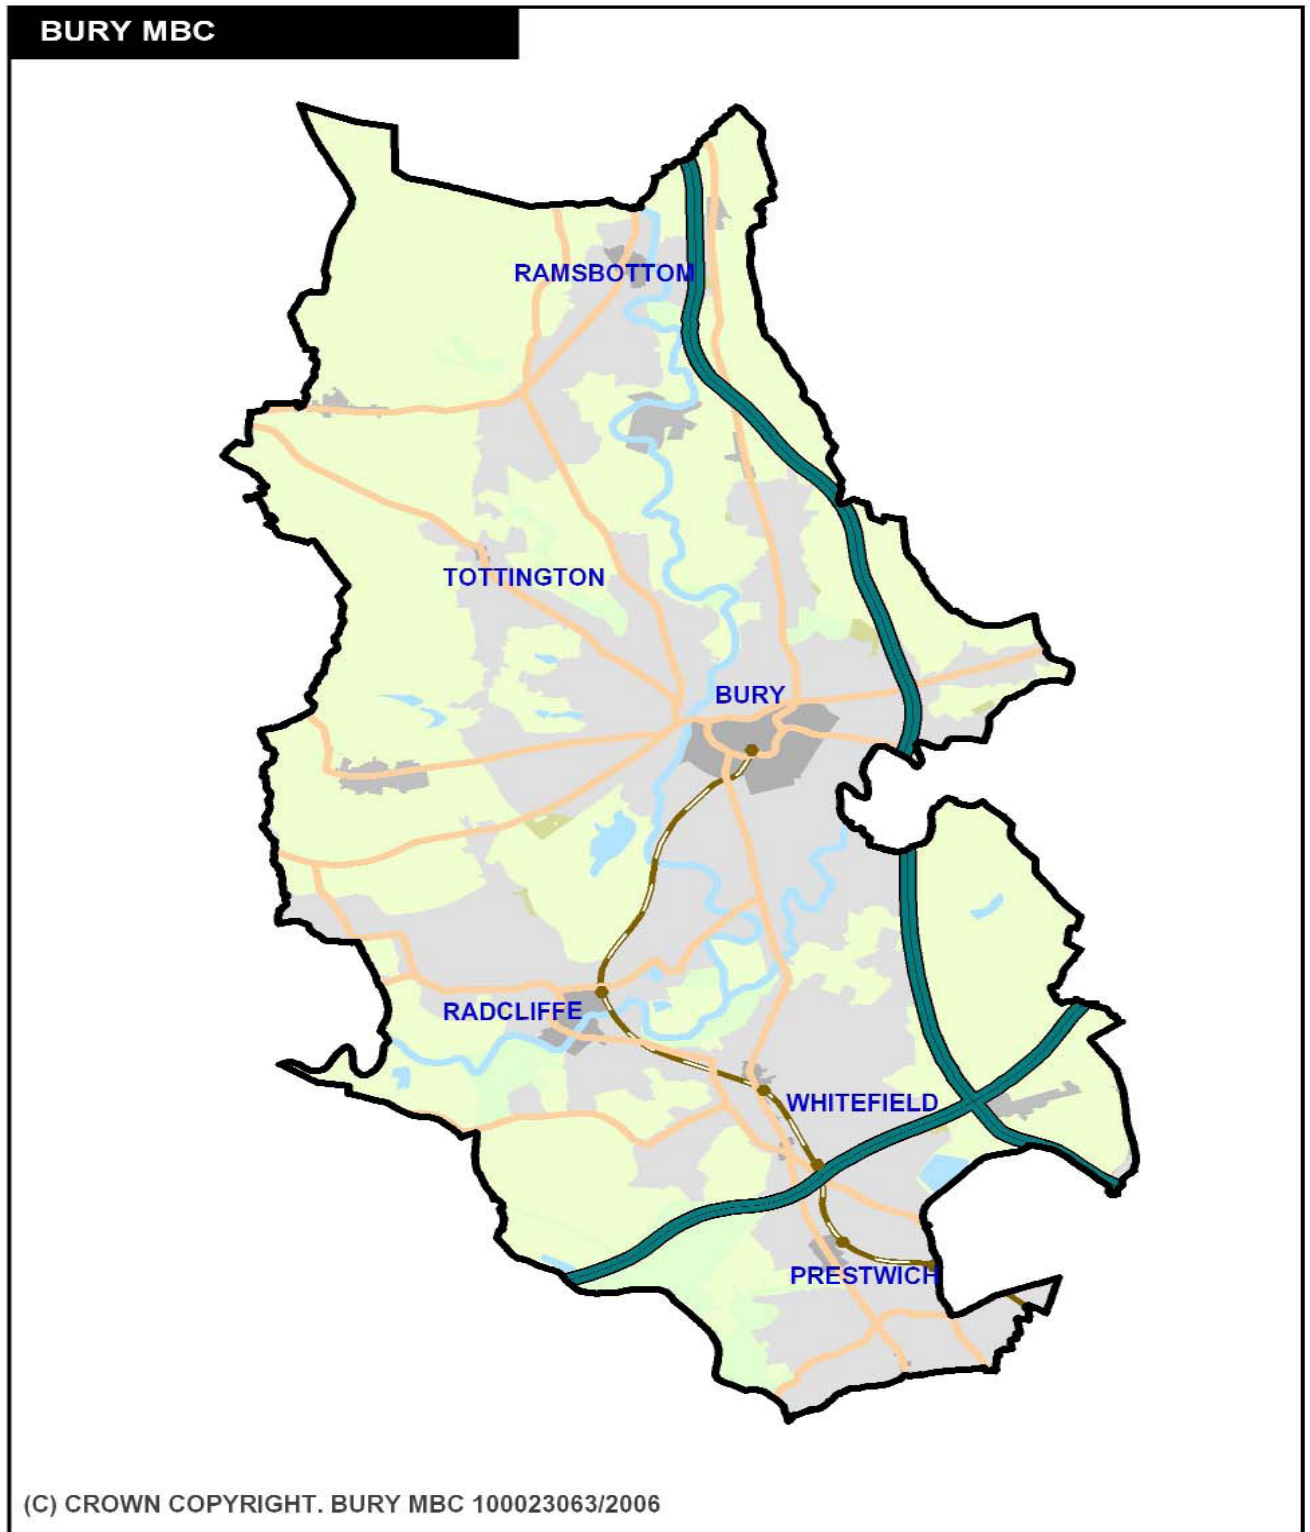 BURY MBC
RAMSBOTTOM
TOTTINGTON
BURY
RADCLIFFE
WHITEFIELD
PRESTWICH
(C) CROWN COPYRIGHT. BURY MBC 100023063/2006